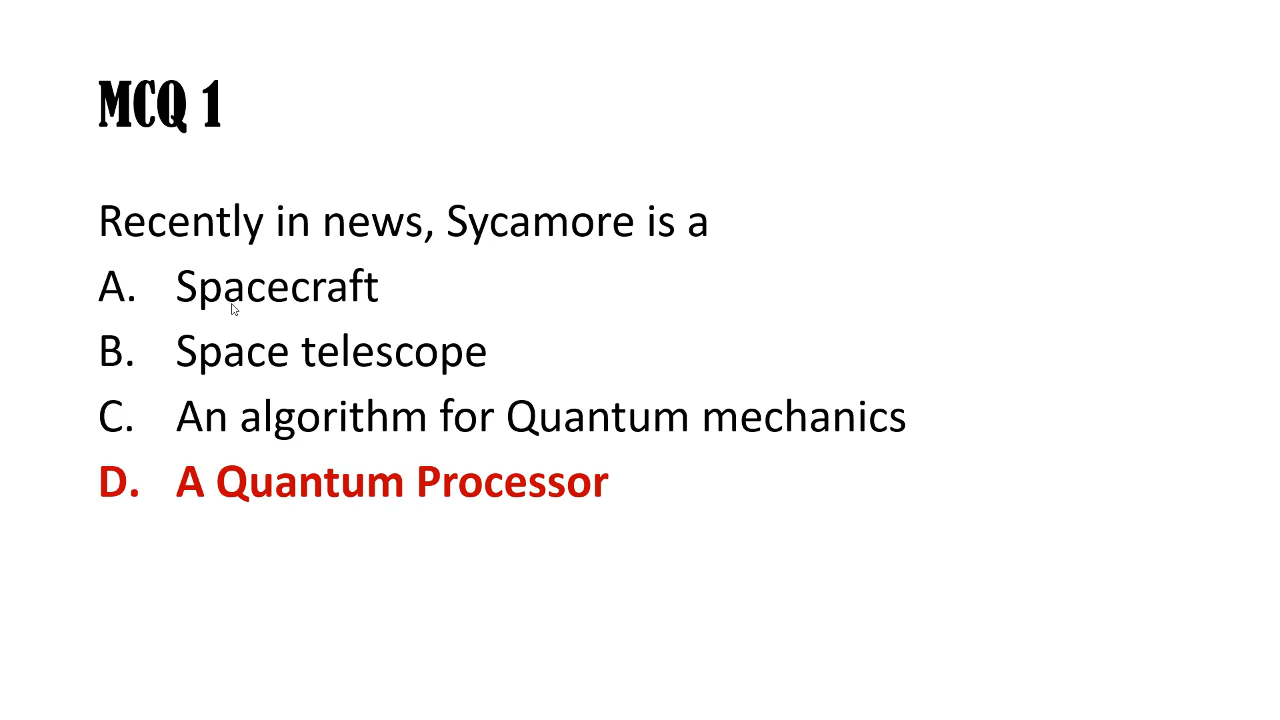 MCQ 1
Recently in news, Sycamore is a
A. Spacecraft
B. Space telescope
C. An algorithm for Quantum mechanics
D. A Quantum Processor